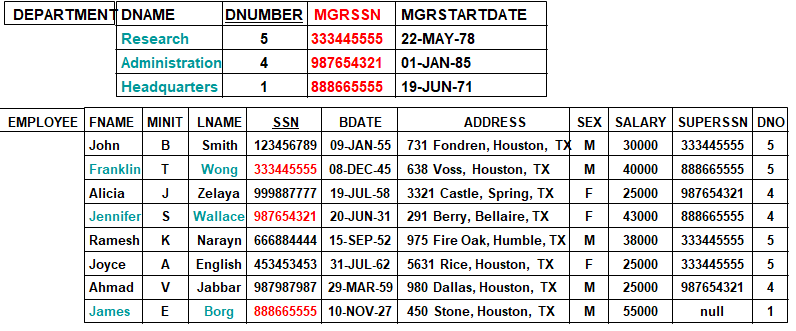 DEPARTMENT DNAME DNUMBER MGRSSN MGRSTARTDATE
Research 5 333445555 22-MAY-78
Administration 4 987654321 01-JAN-85
Headquarters 1 888665555 19-JUN-71
EMPLOYEE FNAME MINIT LNAME SSN BDATE ADDRESS SEX SALARY SUPERSSN DNO
John B Smith 123456789 09-JAN-55 731 Fondren, Houston, TX M 30000 333445555 5
Franklin T Wong 333445555 08-DEC-45 638 Voss, Houston, TX M 40000 888665555 5
Alicia J Zelaya 999887777 19-JUL-58 3321 Castle, Spring, TX F 25000 987654321 4
Jennifer S Wallace 987654321 20-JUN-31 291 Berry, Bellaire, TX F 43000 888665555 4
Ramesh K Narayn 666884444 15-SEP-52 975 Fire Oak, Humble, TX M 38000 333445555 5
Joyce A English 453453453 31-JUL-62 5631 Rice, Houston, TX F 25000 333445555 5
Ahmad V Jabbar 987987987 29-MAR-59 980 Dallas, Houston, TX M 25000 987654321 4
James E Borg 888665555 10-NOV-27 450 Stone, Houston, TX M 55000 null 1